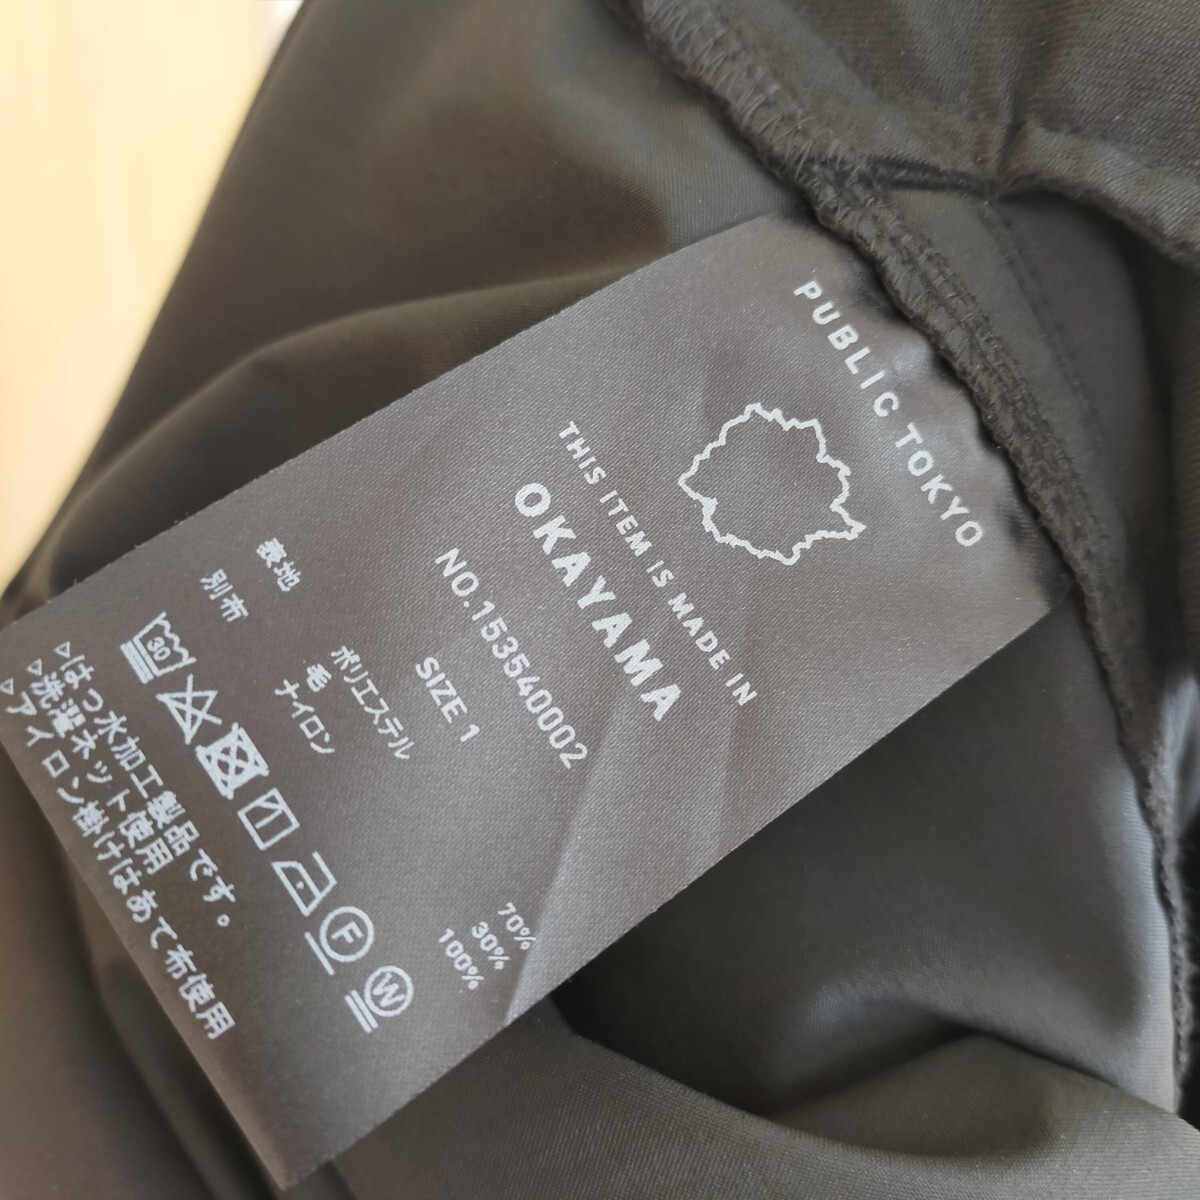 PUBLIC TOKYO
THIS ITEM IS MADE IN
OKAYAMA
NO.1535540002
SIZE 1
表地 ポリエステル 70%
毛 30%
別布 ナイロン 100%
30
F
W
▽はっ水加工製品です。
▽洗濯ネット使用
▽アイロン掛けはあて布使用